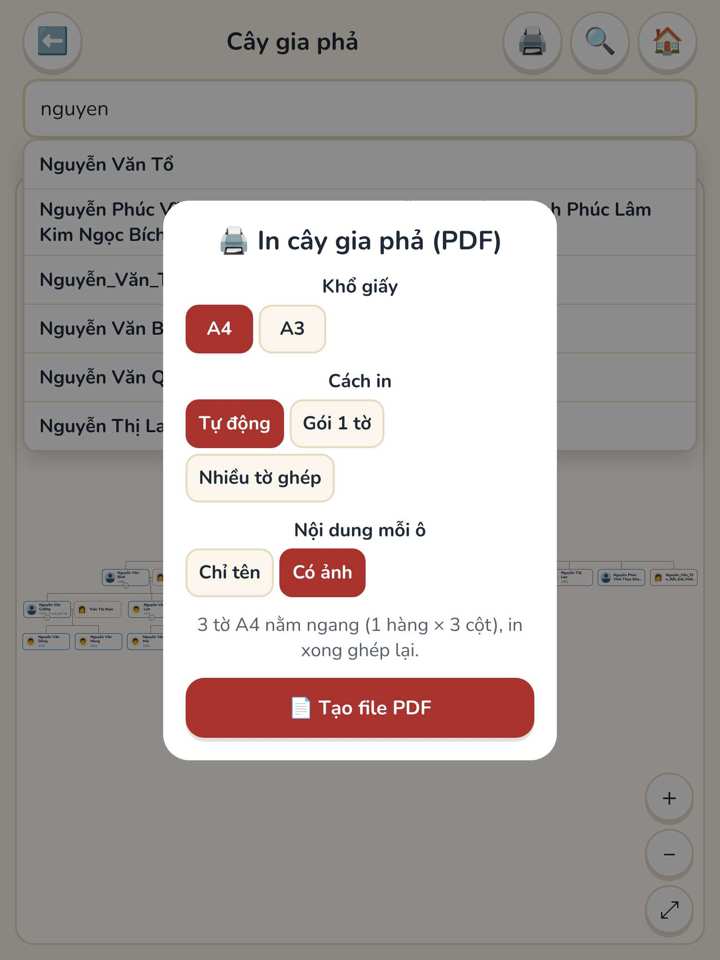 Cây gia phả
nguyen
Nguyễn Văn Tổ
Nguyễn Phúc h Phúc Lâm
Kim Ngọc Bích
Nguyễn_Văn_
Nguyễn Văn B
Nguyễn Văn Q
Nguyễn Thị La
🖨️ In cây gia phả (PDF)
Khổ giấy
A4 A3
Cách in
Tự động Gói 1 tờ
Nhiều tờ ghép
Nội dung mỗi ô
Chỉ tên Có ảnh
3 tờ A4 nằm ngang (1 hàng × 3 cột), in
xong ghép lại.
📄 Tạo file PDF
+
−